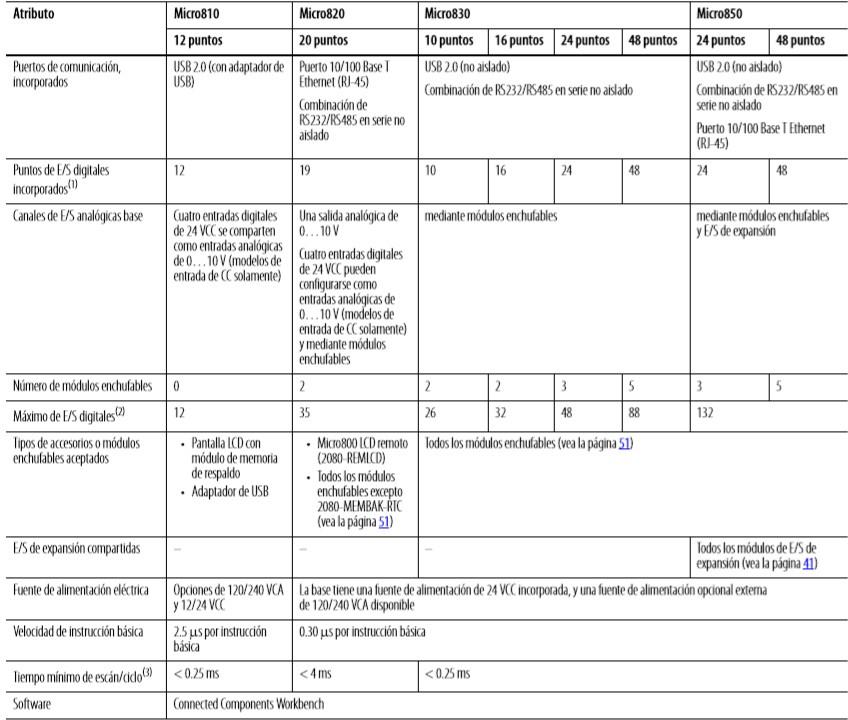 Atributo Micro810 Micro820 Micro830 Micro850
12 puntos 20 puntos 10 puntos 16 puntos 24 puntos 48 puntos 24 puntos 48 puntos
Puertos de comunicación,
incorporados
USB 2.0 (con adaptador de
USB)
Puerto 10/100 Base T
Ethernet (RJ-45)
Combinación de
RS232/RS485 en serie no
aislado
USB 2.0 (no aislado)
Combinación de RS232/RS485 en serie no aislado
USB 2.0 (no aislado)
Combinación de RS232/RS485 en
serie no aislado
Puerto 10/100 Base T Ethernet
(RJ-45)
Puntos de E/S digitales
incorporados(1)
12 19 10 16 24 48 24 48
Canales de E/S analógicas base
Cuatro entradas digitales
de 24 VCC se comparten
como entradas analógicas
de 0…10 V (modelos de
entrada de CC solamente)
Una salida analógica de
0…10 V
Cuatro entradas digitales
de 24 VCC pueden
configurarse como
entradas analógicas de
0…10 V (modelos de
entrada de CC solamente)
y mediante módulos
enchufables
mediante módulos enchufables
mediante módulos enchufables
y E/S de expansión
Número de módulos enchufables 0 2 2 2 3 5 3 5
Máximo de E/S digitales(2) 12 35 26 32 48 88 132
Tipos de accesorios o módulos
enchufables aceptados
• Pantalla LCD con
módulo de memoria
de respaldo
• Adaptador de USB
• Micro800 LCD remoto
(2080-REMLCD)
• Todos los módulos
enchufables excepto
2080-MEMBAK-RTC
(vea la página 51)
Todos los módulos enchufables (vea la página 51)
E/S de expansión compartidas – – –
Todos los módulos de E/S de
expansión (vea la página 41)
Fuente de alimentación eléctrica
Opciones de 120/240 VCA
y 12/24 VCC
La base tiene una fuente de alimentación de 24 VCC incorporada, y una fuente de alimentación opcional externa
de 120/240 VCA disponible
Velocidad de instrucción básica
2.5 µs por instrucción
básica
0.30 µs por instrucción básica
Tiempo mínimo de escán/ciclo(3) < 0.25 ms < 4 ms < 0.25 ms
Software Connected Components Workbench